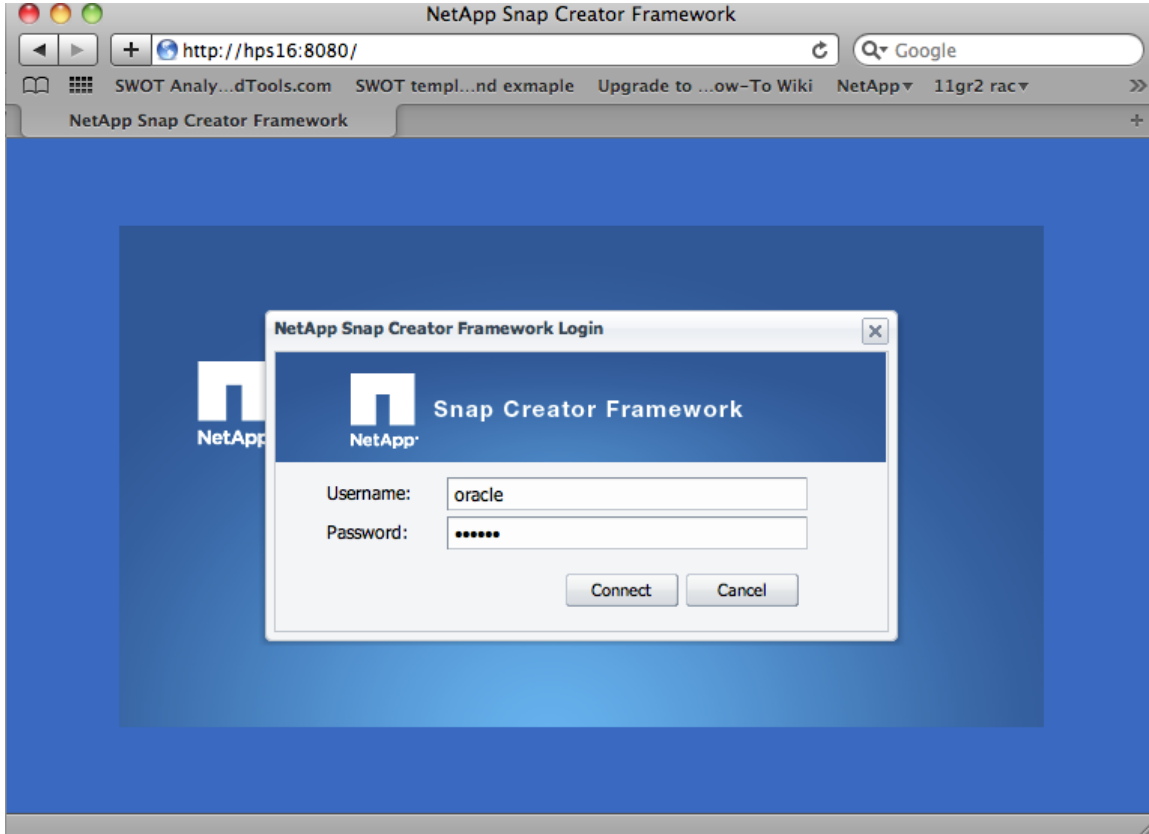 NetApp Snap Creator Framework
http://hps16:8080/
Google
SWOT Analy...dTools.com SWOT templ...nd exmaple Upgrade to ...ow-To Wiki NetApp 11gr2 rac
NetApp Snap Creator Framework
NetApp
NetApp Snap Creator Framework Login
NetApp
Snap Creator Framework
Username: oracle
Password: ••••••
Connect Cancel